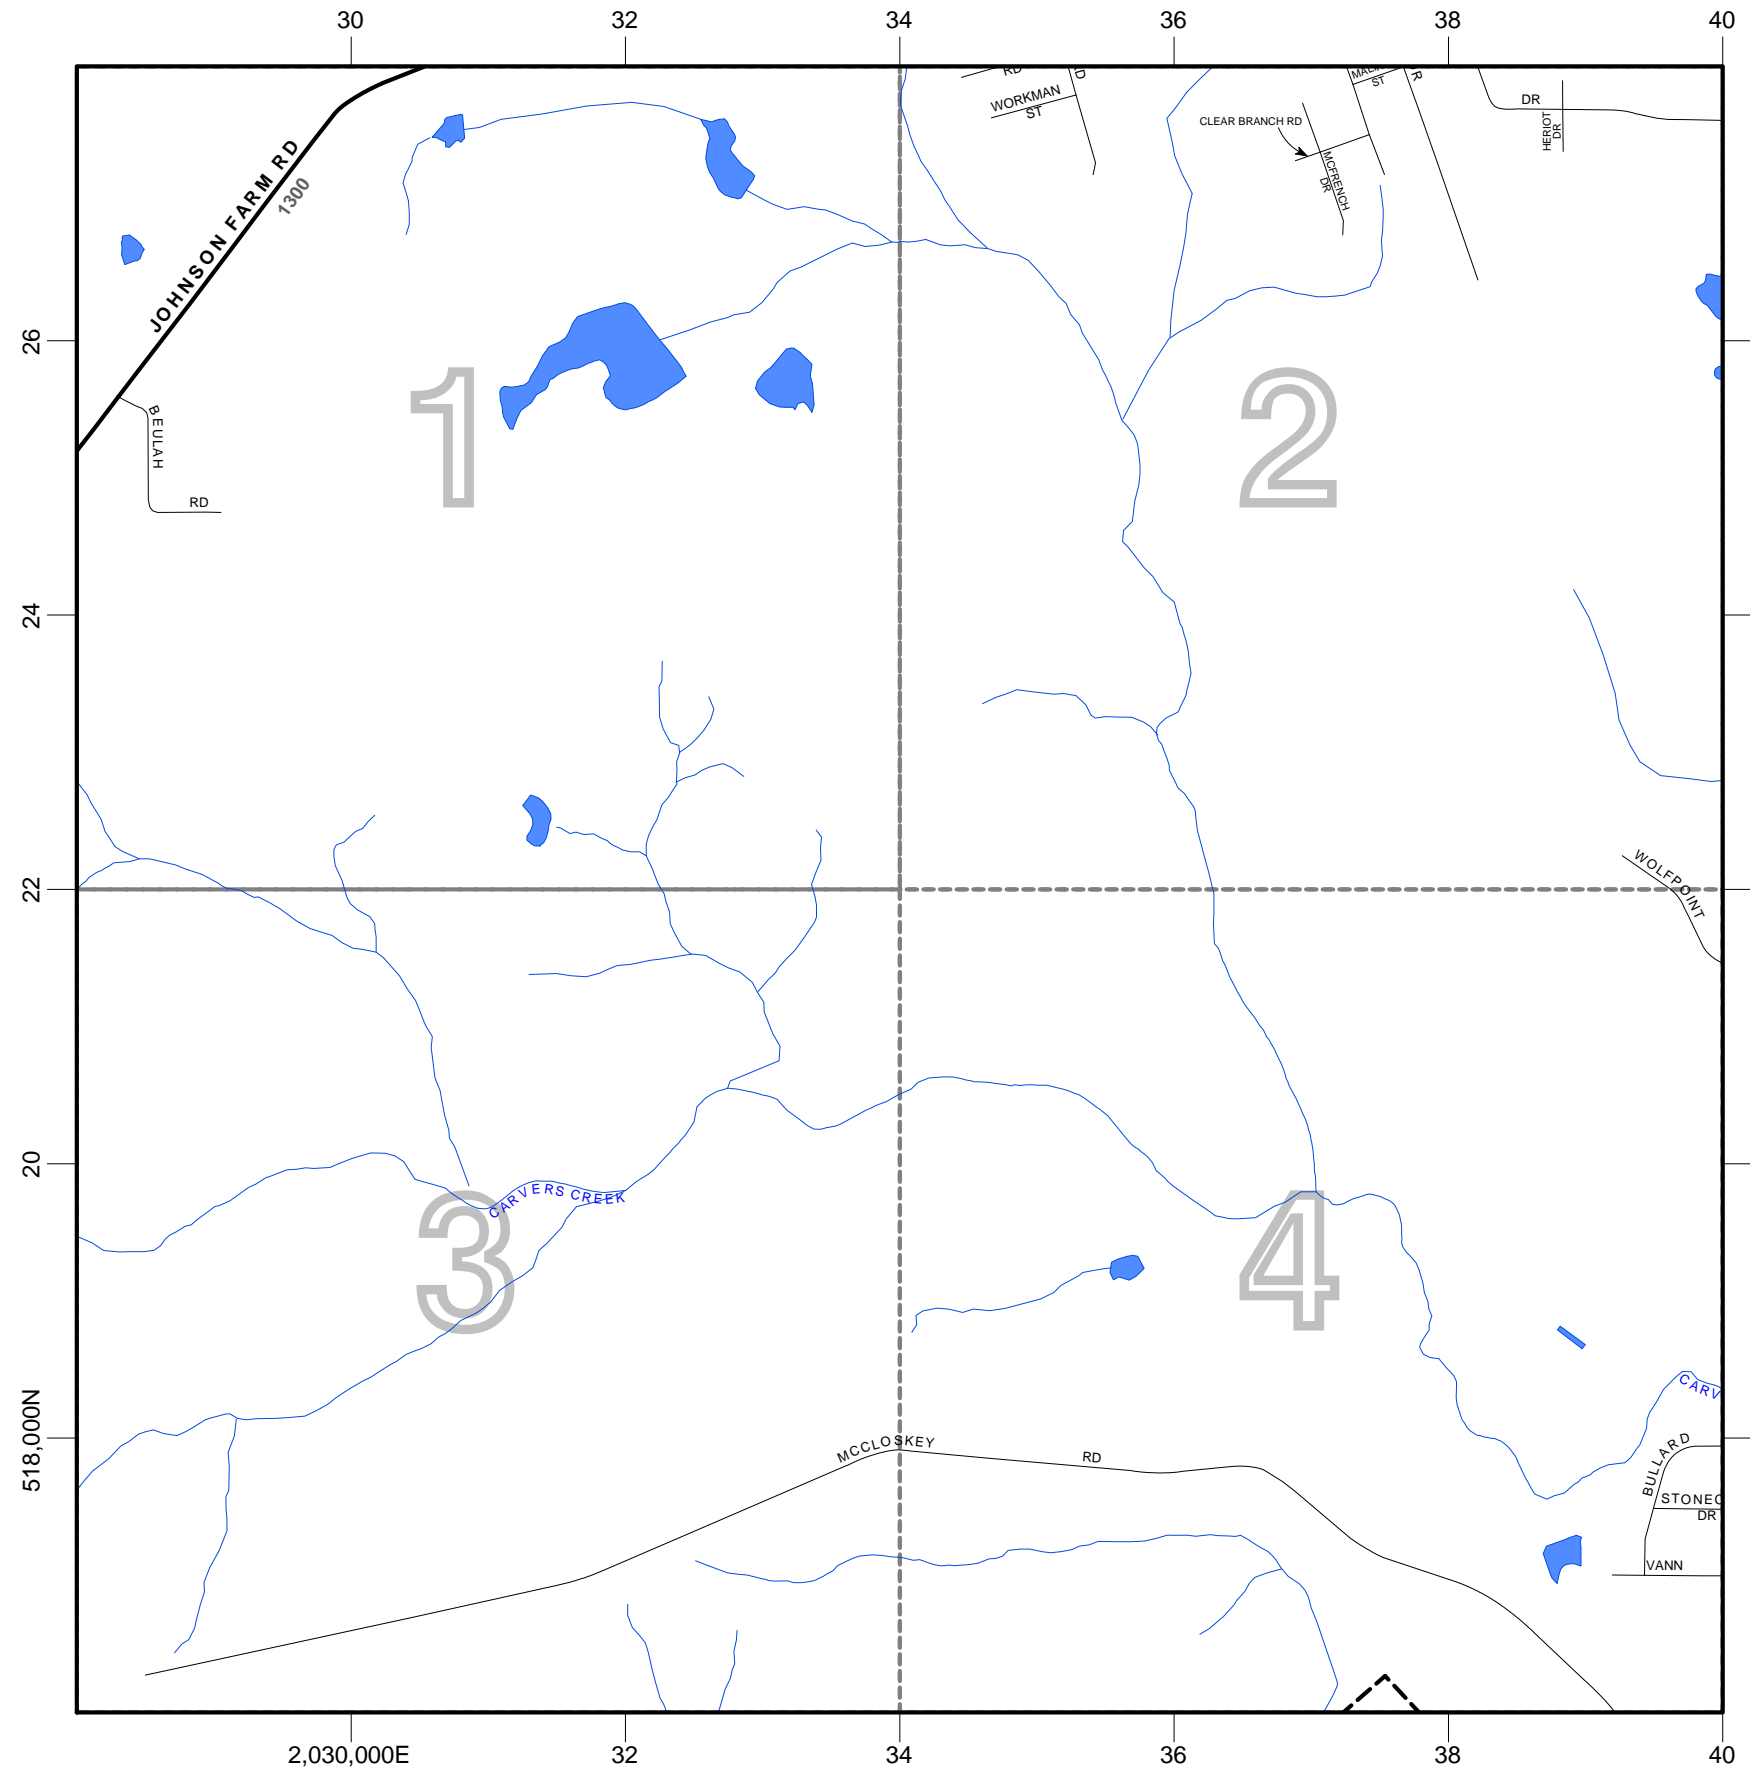 30 32 34 36 38 40
RD
WORKMAN
ST
ST
DR
HERIOT
DR
CLEAR BRANCH RD
MCFRENCH
DR
JOHNSON FARM RD
1300
26
1
2
BEULAH
RD
24
22
WOLFPOINT
20
CARVERS CREEK
3
4
518,000N
CARV
MCCLOSKEY
RD
BULLARD
STONEC
DR
VANN
2,030,000E 32 34 36 38 40